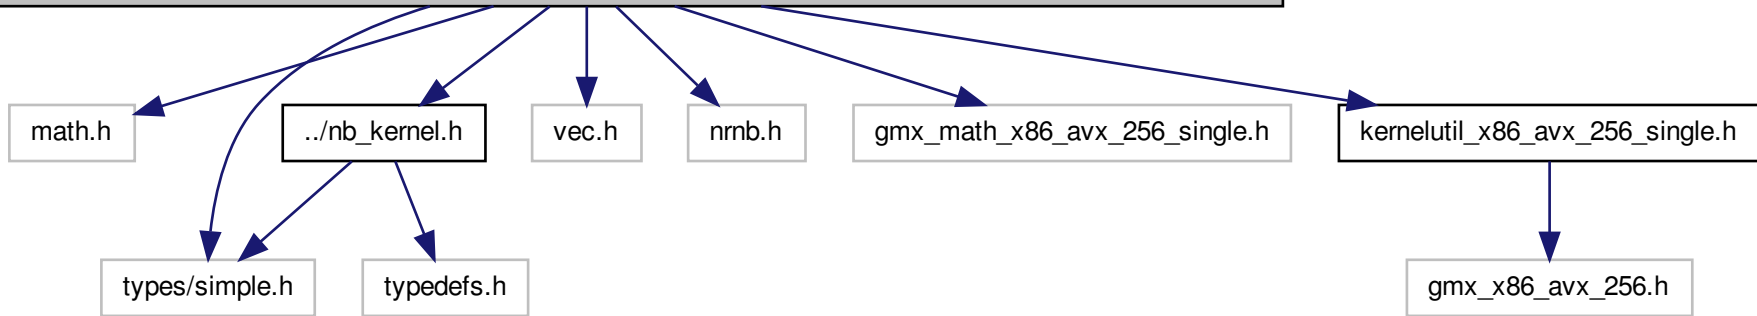 math.h
../nb_kernel.h
vec.h
nrnb.h
gmx_math_x86_avx_256_single.h
kernelutil_x86_avx_256_single.h
types/simple.h
typedefs.h
gmx_x86_avx_256.h